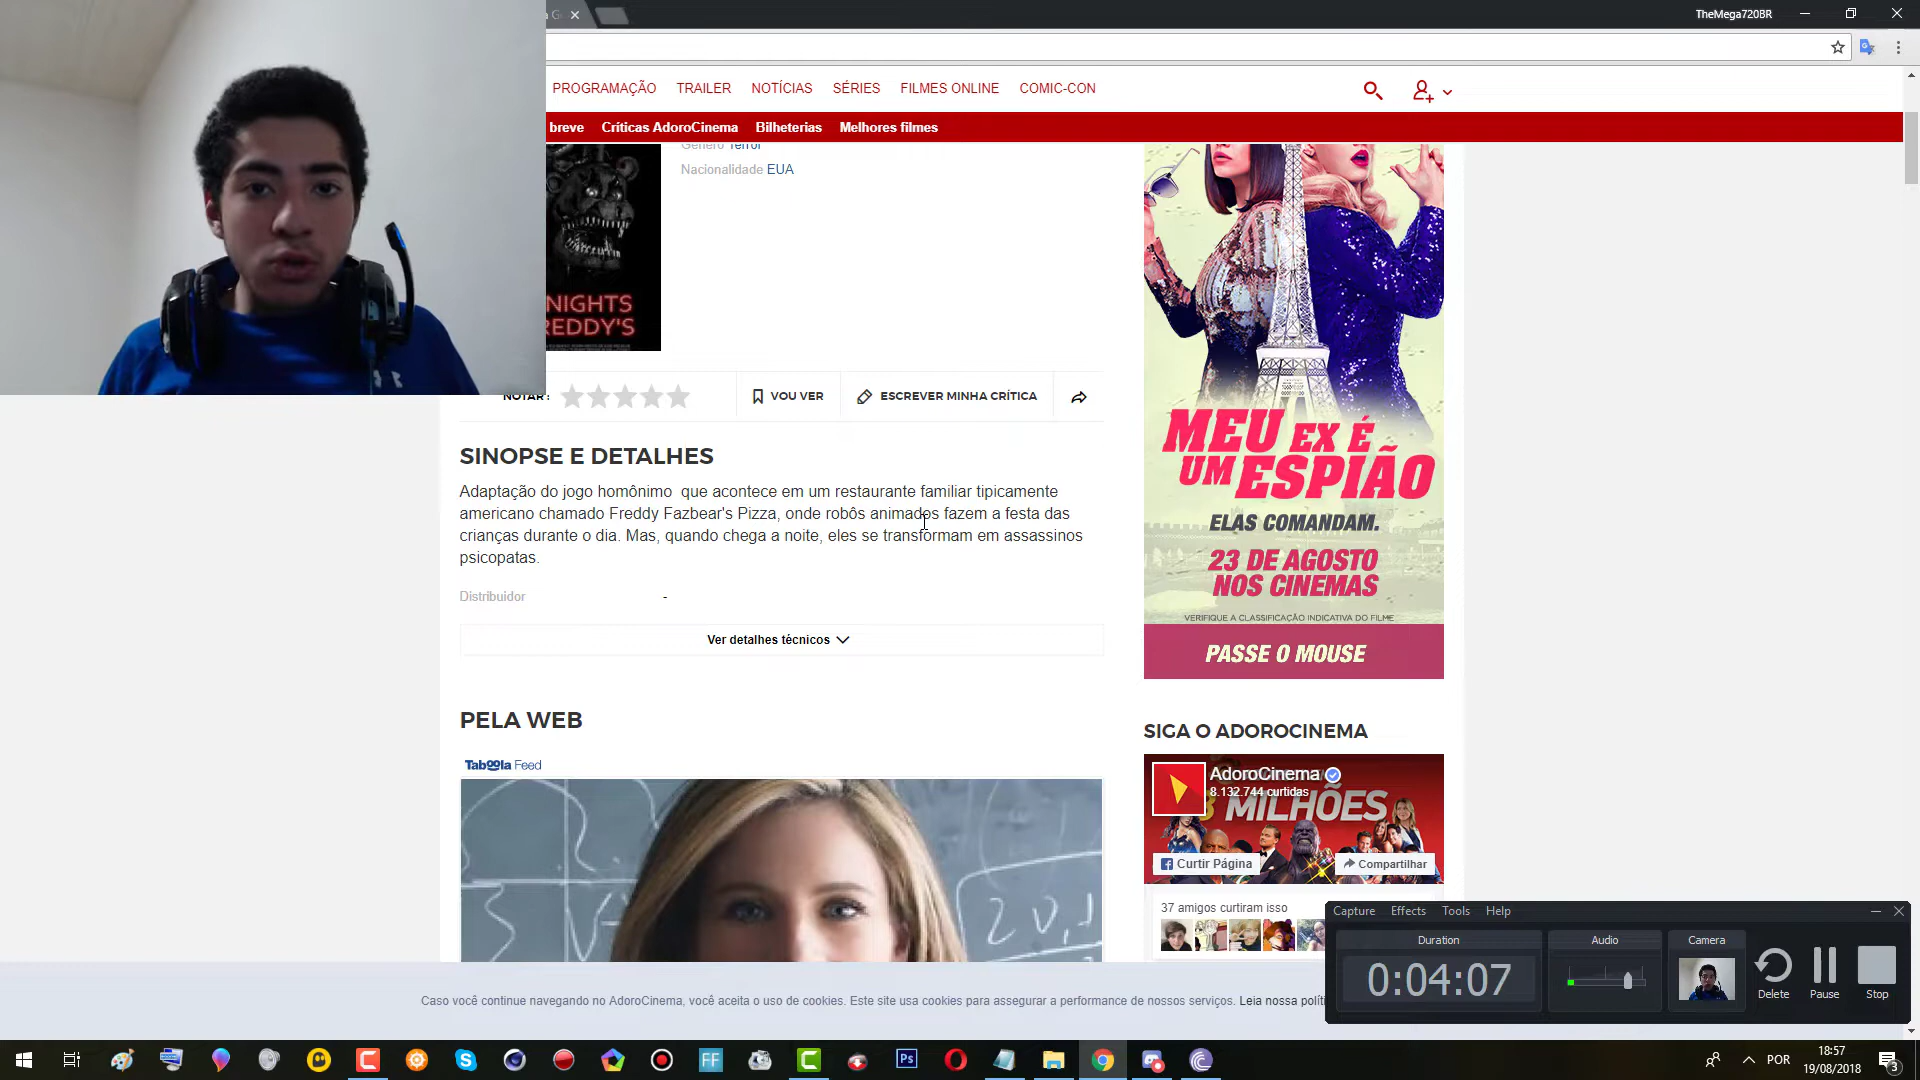 TheMega720BR
PROGRAMAÇÃO TRAILER NOTÍCIAS SÉRIES FILMES ONLINE COMIC-CON
breve Críticas AdoroCinema Bilheterias Melhores filmes
Gênero Terror
Nacionalidade EUA
NIGHTS
REDDY'S
NOTAR:
VOU VER
ESCREVER MINHA CRÍTICA
SINOPSE E DETALHES
Adaptação do jogo homônimo que acontece em um restaurante familiar tipicamente
americano chamado Freddy Fazbear's Pizza, onde robôs animados fazem a festa das
crianças durante o dia. Mas, quando chega a noite, eles se transformam em assassinos
psicopatas.
Distribuidor -
Ver detalhes técnicos
PELA WEB
Taboola Feed
MEU EX É
UM ESPIÃO
ELAS COMANDAM.
23 DE AGOSTO
NOS CINEMAS
VERIFIQUE A CLASSIFICAÇÃO INDICATIVA DO FILME
PASSE O MOUSE
SIGA O ADOROCINEMA
AdoroCinema
8.132.744 curtidas
8 MILHÕES
Curtir Página
Compartilhar
37 amigos curtiram isso
Caso você continue navegando no AdoroCinema, você aceita o uso de cookies. Este site usa cookies para assegurar a performance de nossos serviços. Leia nossa políti
Capture Effects Tools Help
Duration Audio Camera
0:04:07
Delete Pause Stop
Ps
FF
POR
18:57
19/08/2018
3